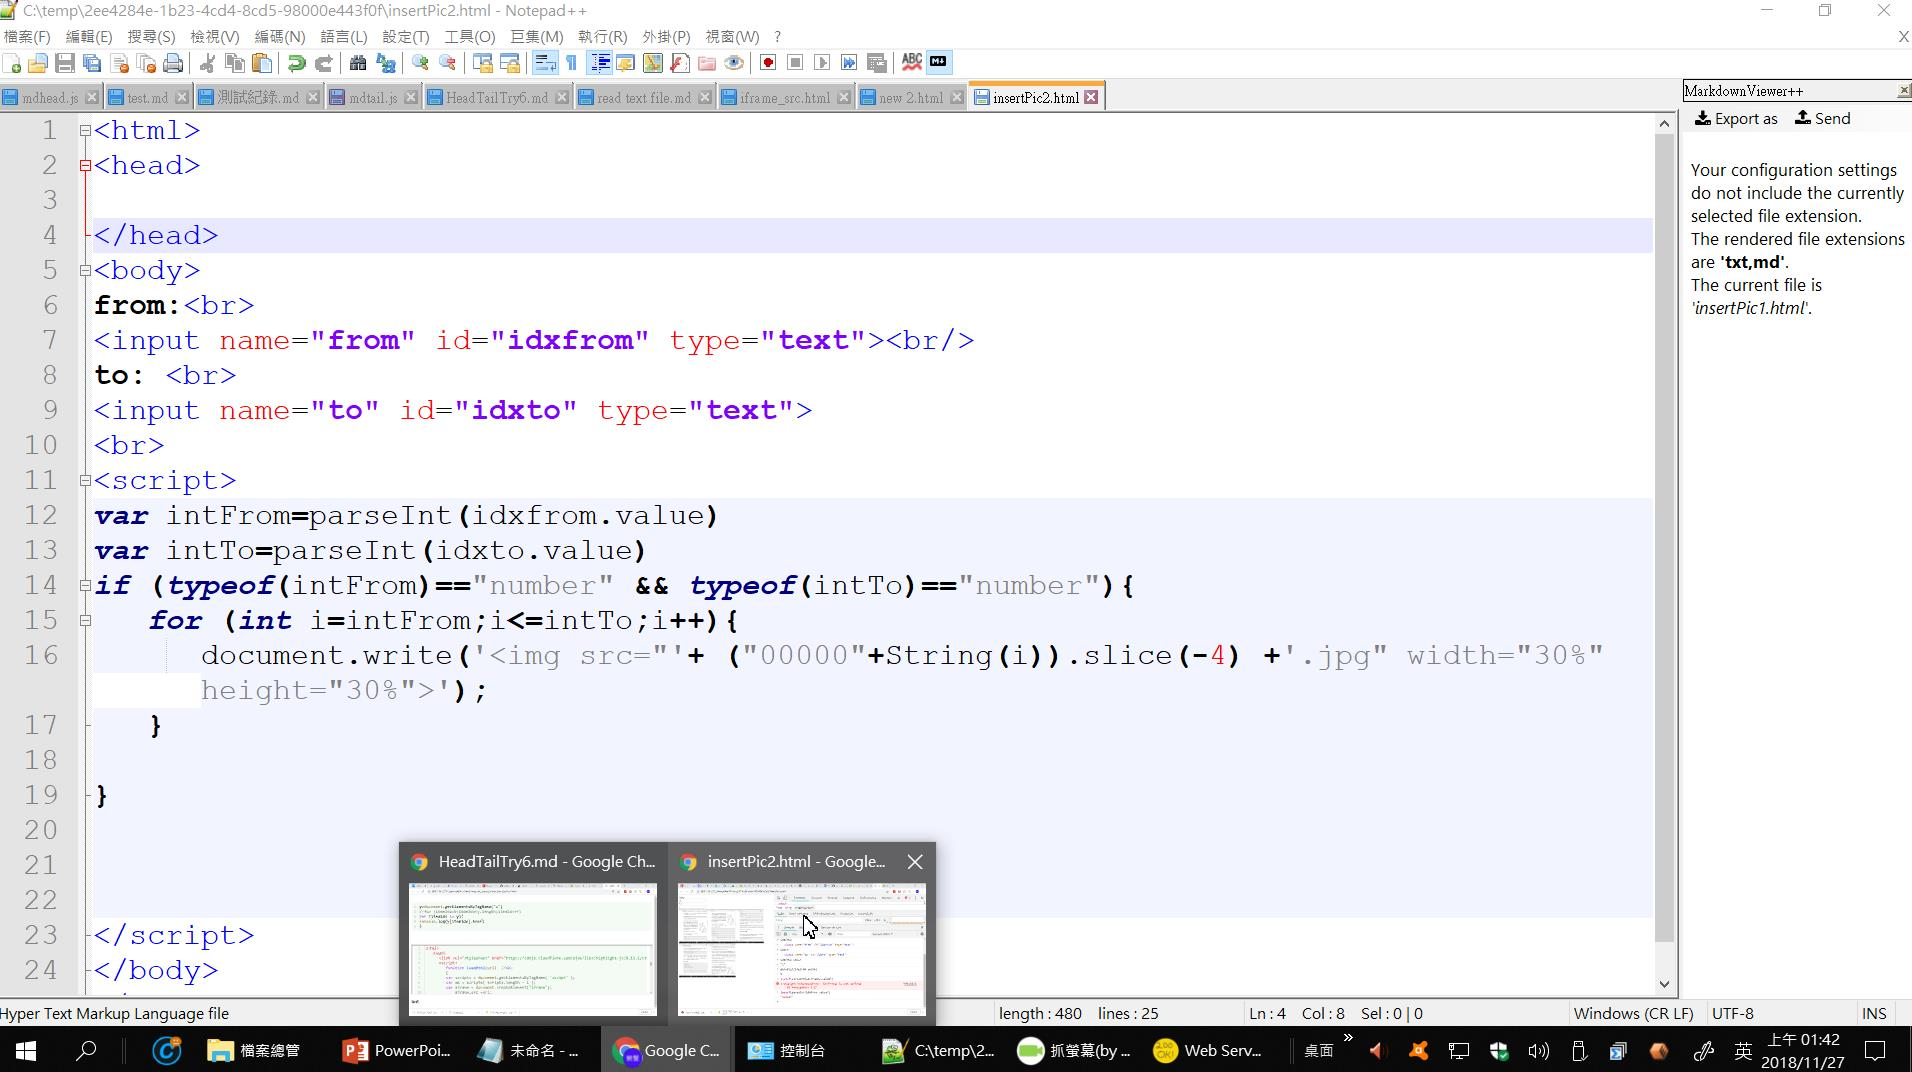 C:\temp\2ee4284e-1b23-4cd4-8cd5-98000e443f0f\insertPic2.html - Notepad++
檔案(F) 編輯(E) 搜尋(S) 檢視(V) 編碼(N) 語言(L) 設定(T) 工具(O) 巨集(M) 執行(R) 外掛(P) 視窗(W) ? X
mdhead.js test.md 測試紀錄.md mdtail.js HeadTailTry6.md read text file.md iframe_src.html new 2.html insertPic2.html
MarkdownViewer++
Export as Send
Your configuration settings
do not include the currently
selected file extension.
The rendered file extensions
are 'txt,md'.
The current file is
'insertPic1.html'.
1 <html>
2 <head>
3
4 </head>
5 <body>
6 from:<br>
7 <input name="from" id="idxfrom" type="text"><br/>
8 to: <br>
9 <input name="to" id="idxto" type="text">
10 <br>
11 <script>
12 var intFrom=parseInt(idxfrom.value)
13 var intTo=parseInt(idxto.value)
14 if (typeof(intFrom)=="number" && typeof(intTo)=="number"){
15 for (int i=intFrom;i<=intTo;i++){
16 document.write('<img src="'+ ("00000"+String(i)).slice(-4) +'.jpg" width="30%"
height="30%">');
17 }
18
19 }
20
21
22
23 </script>
24 </body>
HeadTailTry6.md - Google Ch...
insertPic2.html - Google...
Hyper Text Markup Language file length : 480 lines : 25 Ln : 4 Col : 8 Sel : 0 | 0 Windows (CR LF) UTF-8 INS
檔案總管 PowerPoi... 未命名 - ... Google C... 控制台 C:\temp\2... 抓螢幕(by ... Web Serv... 桌面 » 英 上午 01:42
2018/11/27